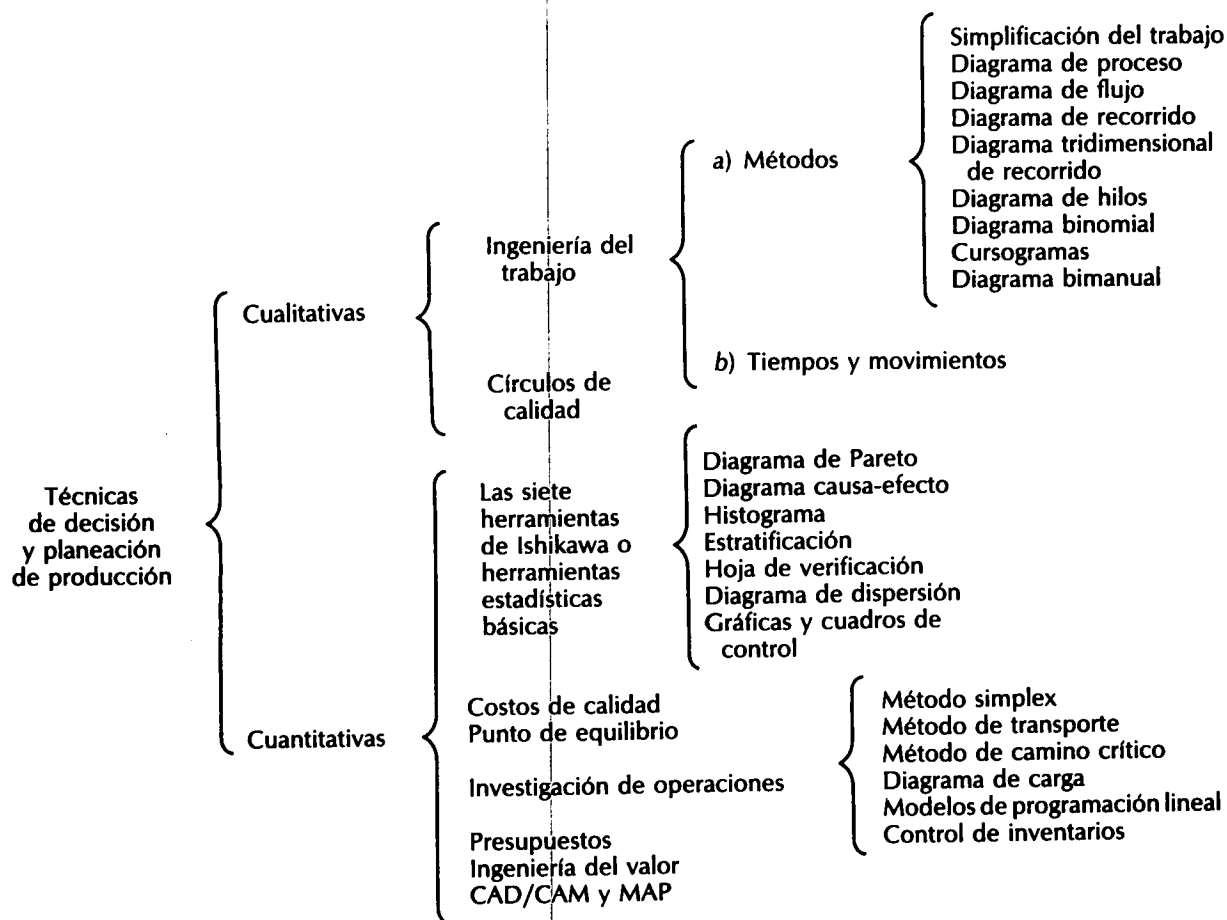 Técnicas
de decisión
y planeación
de producción
Cualitativas
Ingeniería del
trabajo
a) Métodos
Simplificación del trabajo
Diagrama de proceso
Diagrama de flujo
Diagrama de recorrido
Diagrama tridimensional
de recorrido
Diagrama de hilos
Diagrama binomial
Cursogramas
Diagrama bimanual
b) Tiempos y movimientos
Círculos de
calidad
Cuantitativas
Las siete
herramientas
de Ishikawa o
herramientas
estadísticas
básicas
Diagrama de Pareto
Diagrama causa-efecto
Histograma
Estratificación
Hoja de verificación
Diagrama de dispersión
Gráficas y cuadros de
control
Costos de calidad
Punto de equilibrio
Investigación de operaciones
Método simplex
Método de transporte
Método de camino crítico
Diagrama de carga
Modelos de programación lineal
Control de inventarios
Presupuestos
Ingeniería del valor
CAD/CAM y MAP